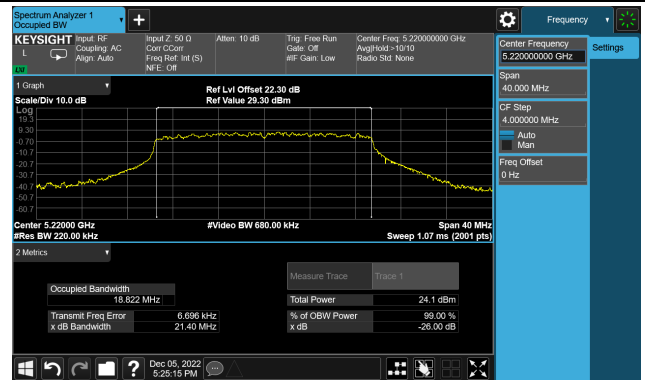 Spectrum Analyzer 1
Occupied BW
Frequency
KEYSIGHT Input: RF Input Z: 50 Ω Atten: 10 dB Trig: Free Run Center Freq: 5.220000000 GHz
L Coupling: AC Corr CCorr Gate: Off Avg|Hold:>10/10
Align: Auto Freq Ref: Int (S) #IF Gain: Low Radio Std: None
NFE: Off
LXI
Center Frequency
5.220000000 GHz
Settings
Span
40.000 MHz
CF Step
4.000000 MHz
Auto
Man
Freq Offset
0 Hz
1 Graph
Ref Lvl Offset 22.30 dB
Scale/Div 10.0 dB Ref Value 29.30 dBm
Log
19.3
9.30
-0.70
-10.7
-20.7
-30.7
-40.7
-50.7
-60.7
Center 5.22000 GHz #Video BW 680.00 kHz Span 40 MHz
#Res BW 220.00 kHz Sweep 1.07 ms (2001 pts)
2 Metrics
Measure Trace Trace 1
Occupied Bandwidth
18.822 MHz Total Power 24.1 dBm
Transmit Freq Error 6.696 kHz % of OBW Power 99.00 %
x dB Bandwidth 21.40 MHz x dB -26.00 dB
? Dec 05, 2022
5:25:15 PM